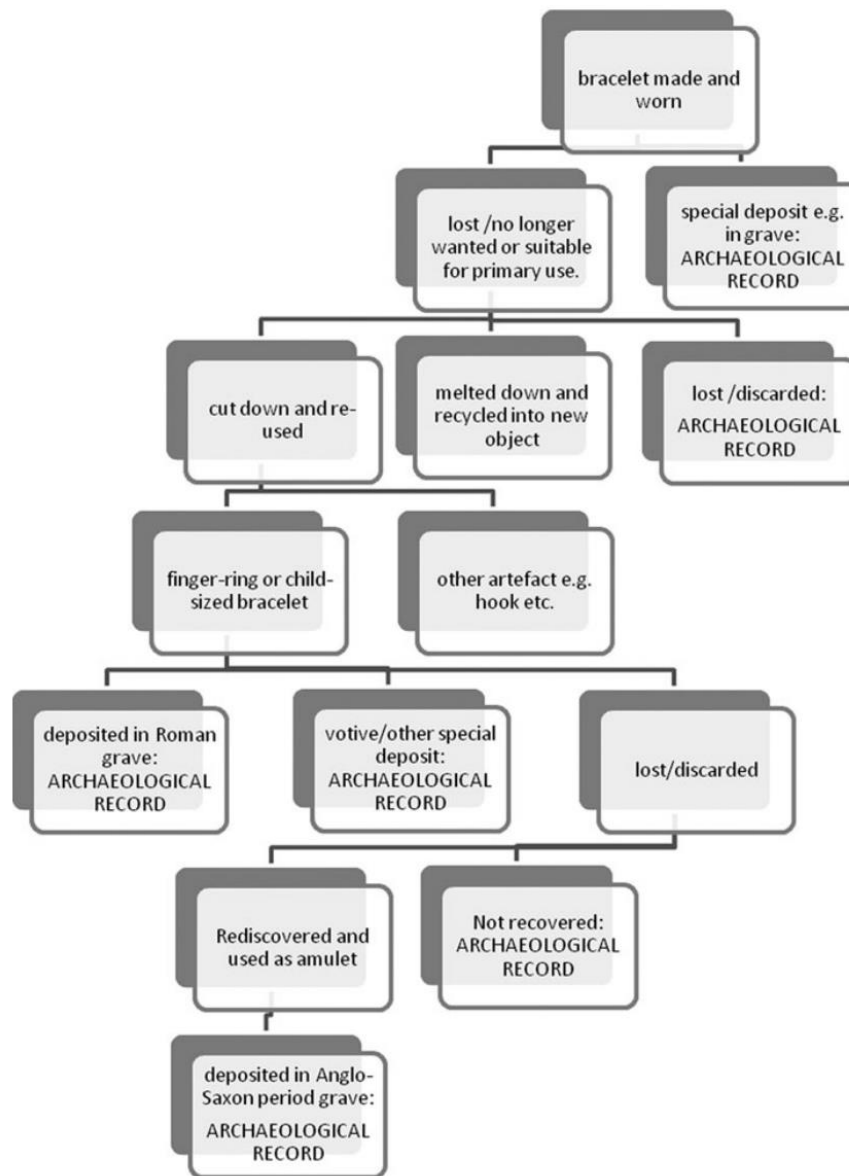 bracelet made and
worn
lost /no longer
wanted or suitable
for primary use.
special deposit e.g.
in grave:
ARCHAEOLOGICAL
RECORD
cut down and re-
used
melted down and
recycled into new
object
lost /discarded:
ARCHAEOLOGICAL
RECORD
finger-ring or child-
sized bracelet
other artefact e.g.
hook etc.
deposited in Roman
grave:
ARCHAEOLOGICAL
RECORD
votive/other special
deposit:
ARCHAEOLOGICAL
RECORD
lost/discarded
Rediscovered and
used as amulet
Not recovered:
ARCHAEOLOGICAL
RECORD
deposited in Anglo-
Saxon period grave:
ARCHAEOLOGICAL
RECORD